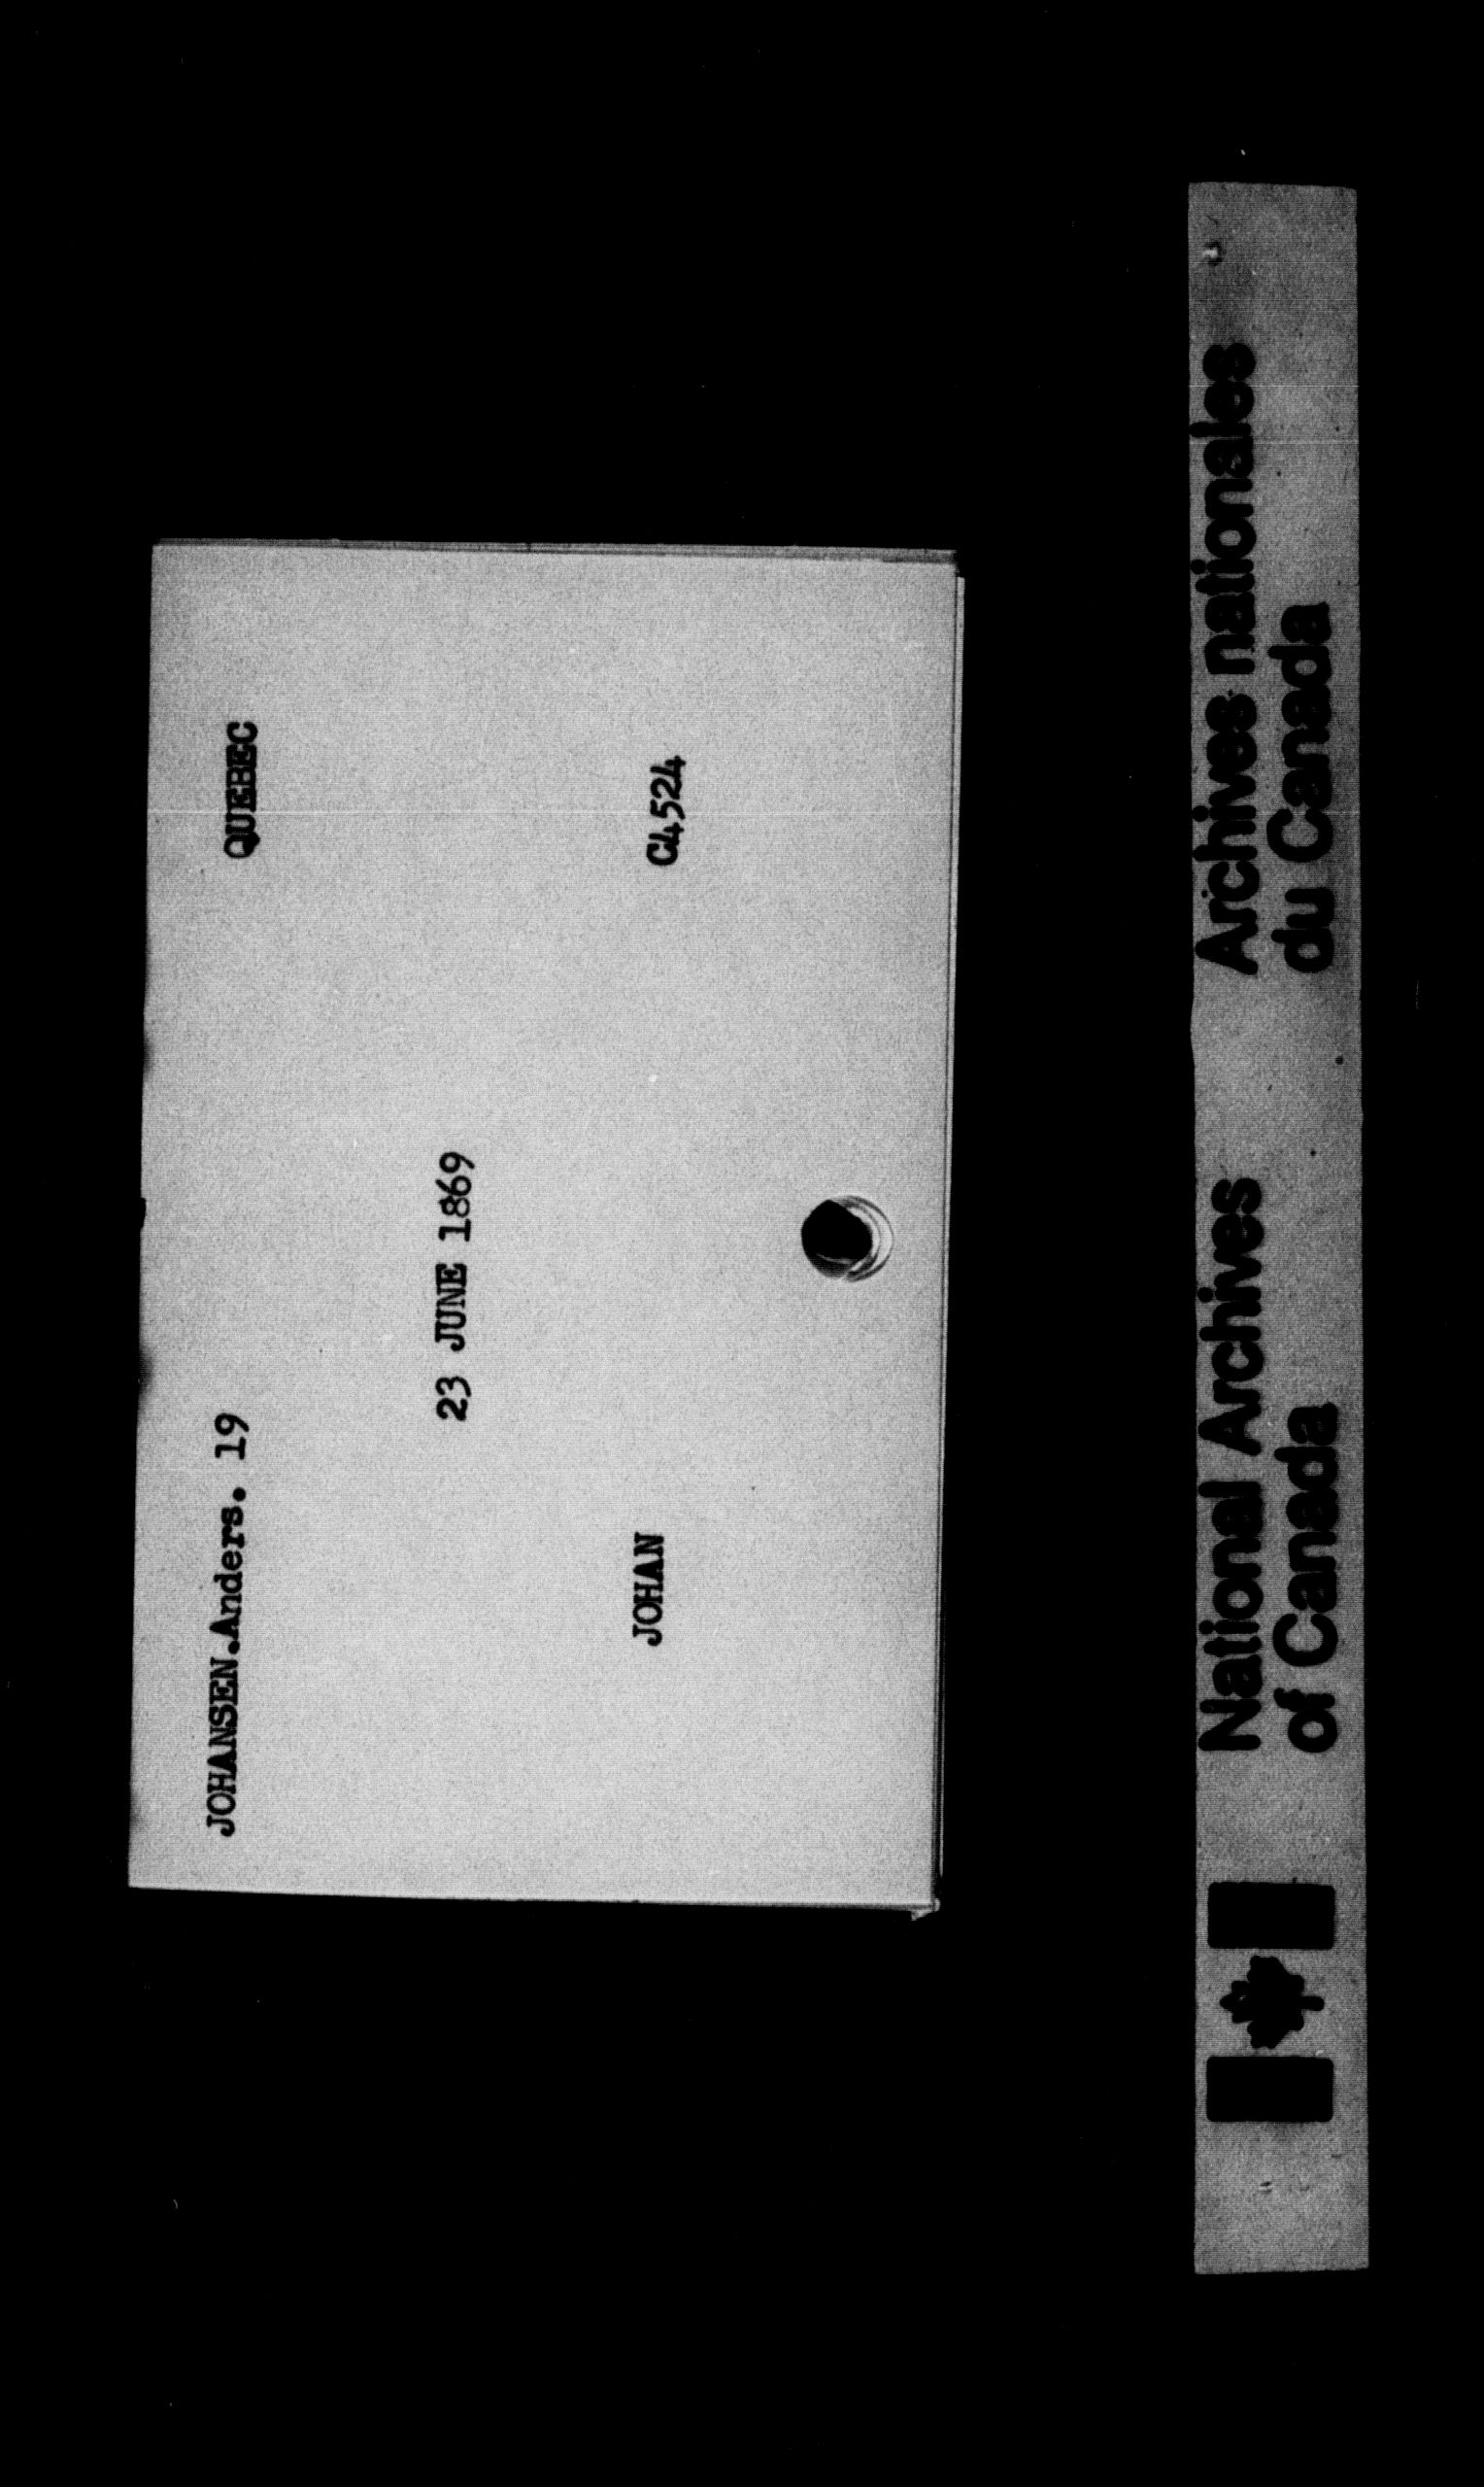 JOHANSEN.Anders. 19 QUEBEC
23 JUNE 1869
JOHAN C4524
National Archives of Canada
Archives nationales du Canada